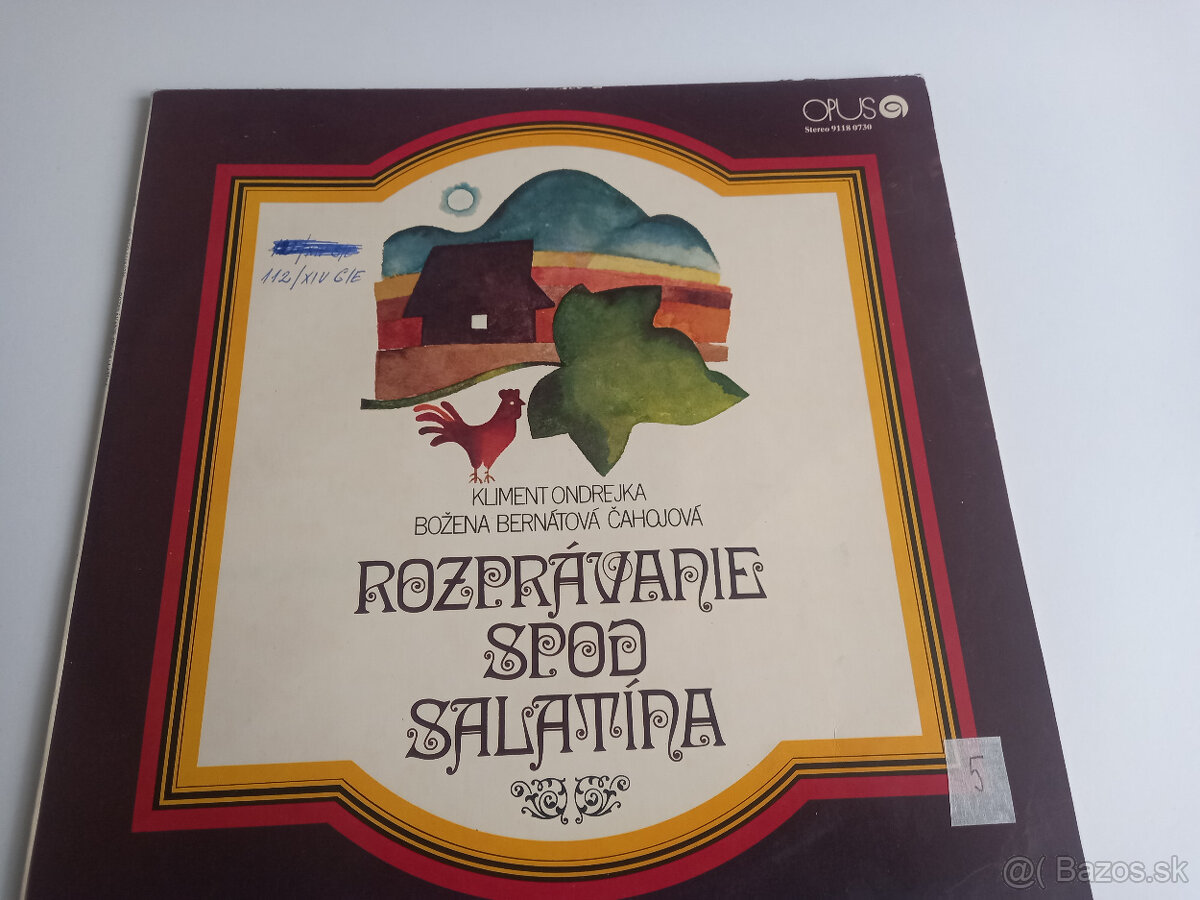 OPUS
Stereo 9118 0730
112/XIV G/E
KLIMENT ONDREJKA
BOŽENA BERNÁTOVÁ ČAHOJOVÁ
ROZPRÁVANIE
SPOD
SALATÍNA
5
@( Bazos.sk